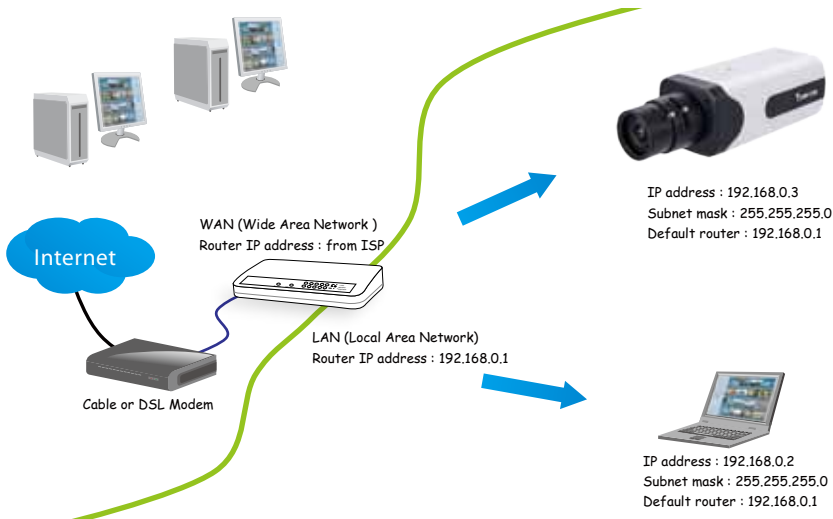 IP address : 192.168.0.3
Subnet mask : 255.255.255.0
Default router : 192.168.0.1
WAN (Wide Area Network )
Router IP address : from ISP
Internet
LAN (Local Area Network)
Router IP address : 192.168.0.1
Cable or DSL Modem
IP address : 192.168.0.2
Subnet mask : 255.255.255.0
Default router : 192.168.0.1